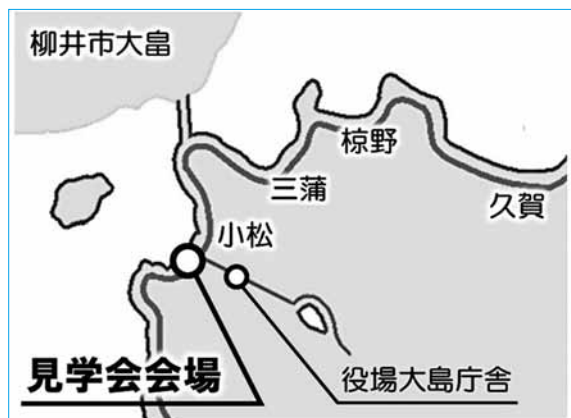 柳井市大畠
椋野
三蒲
久賀
小松
見学会会場
役場大島庁舎